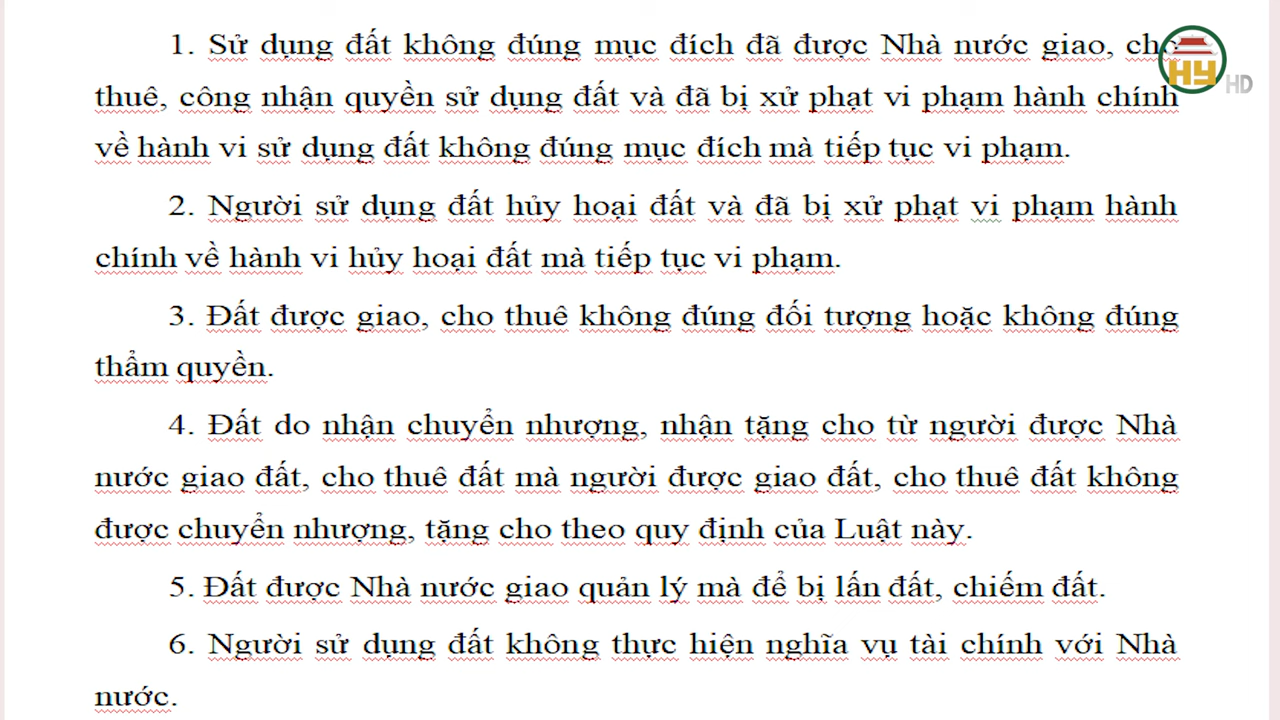 1. Sử dụng đất không đúng mục đích đã được Nhà nước giao, cho
thuê, công nhận quyền sử dụng đất và đã bị xử phạt vi phạm hành chính
về hành vi sử dụng đất không đúng mục đích mà tiếp tục vi phạm.
2. Người sử dụng đất hủy hoại đất và đã bị xử phạt vi phạm hành
chính về hành vi hủy hoại đất mà tiếp tục vi phạm.
3. Đất được giao, cho thuê không đúng đối tượng hoặc không đúng
thẩm quyền.
4. Đất do nhận chuyển nhượng, nhận tặng cho từ người được Nhà
nước giao đất, cho thuê đất mà người được giao đất, cho thuê đất không
được chuyển nhượng, tặng cho theo quy định của Luật này.
5. Đất được Nhà nước giao quản lý mà để bị lấn đất, chiếm đất.
6. Người sử dụng đất không thực hiện nghĩa vụ tài chính với Nhà
nước.
HY HD